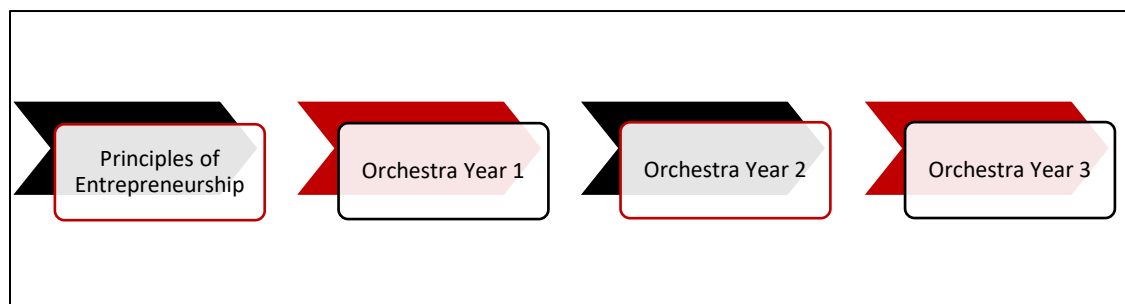 Principles of
Entrepreneurship
Orchestra Year 1
Orchestra Year 2
Orchestra Year 3